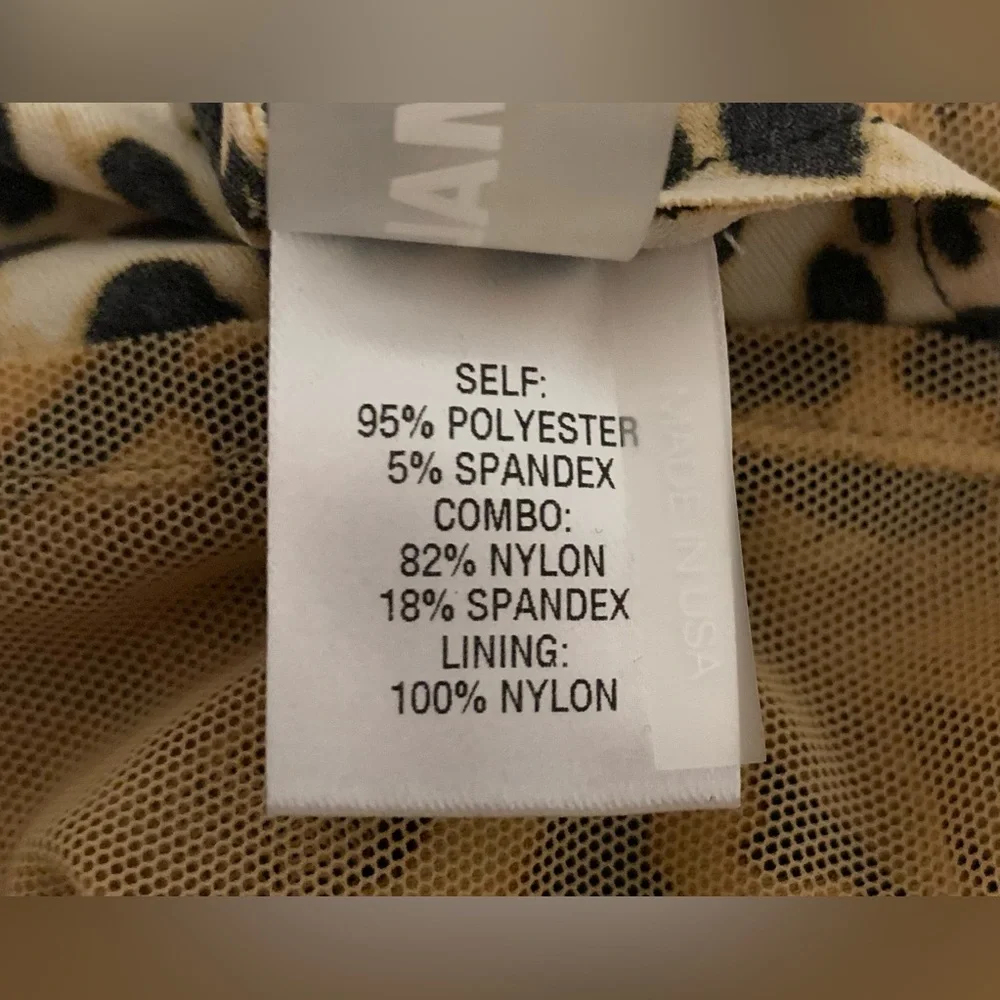 SELF:
95% POLYESTER
5% SPANDEX
COMBO:
82% NYLON
18% SPANDEX
LINING:
100% NYLON
MADE IN USA